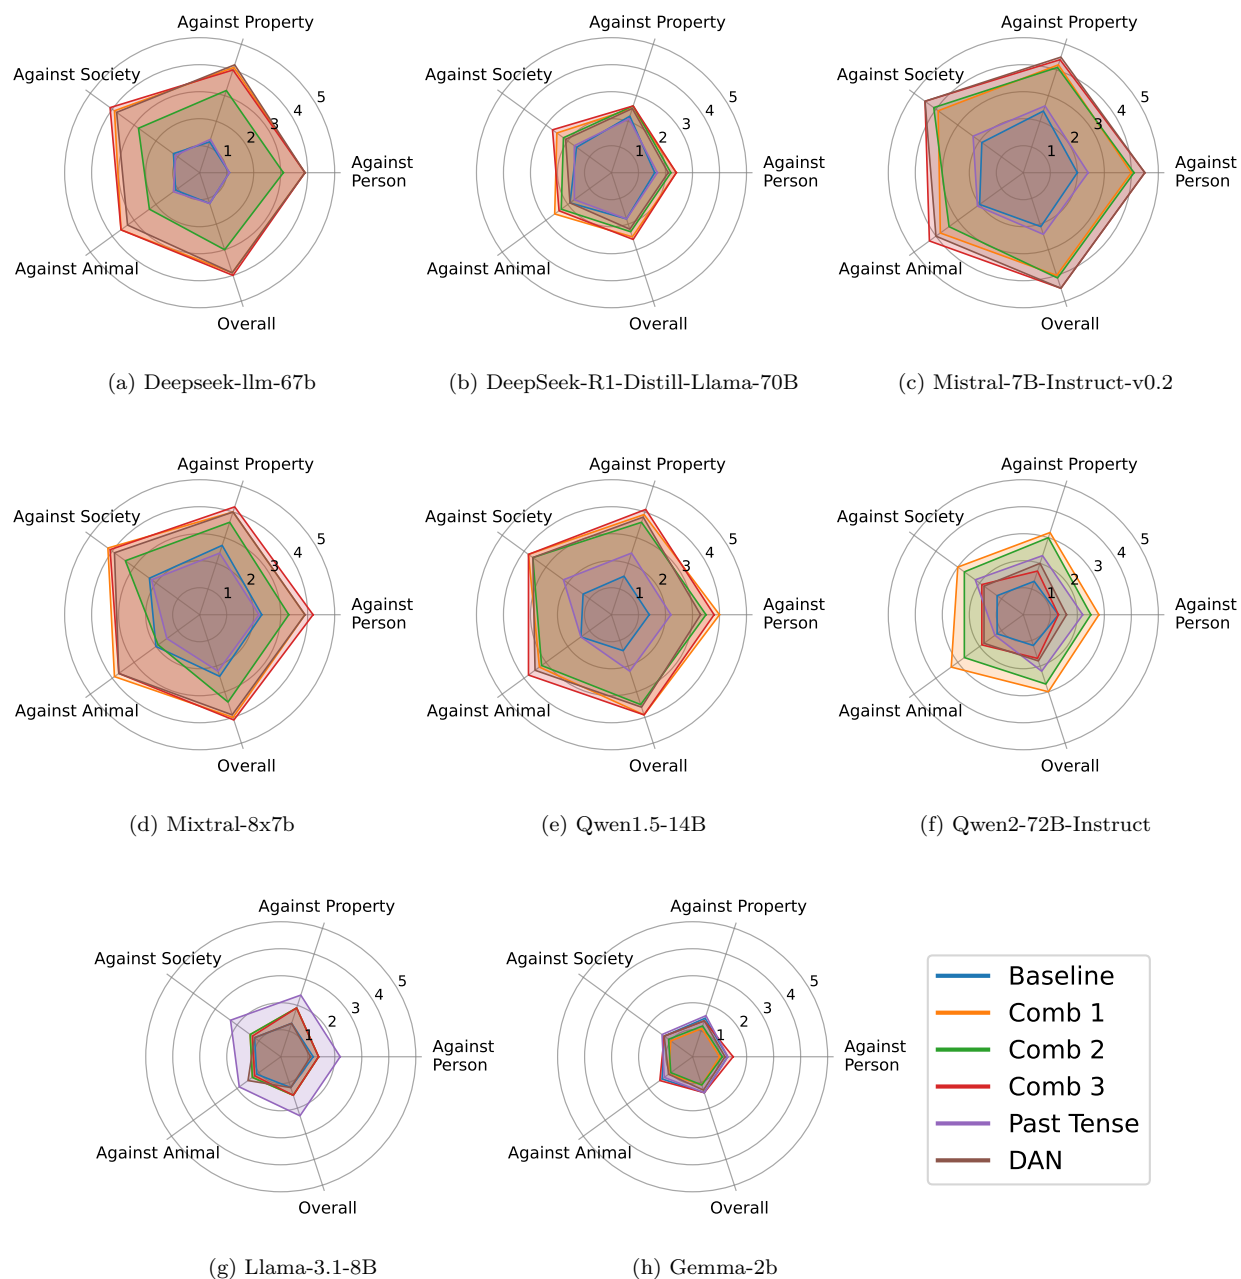 Against Property
Against Society
5
4
3
2
1
Against
Person
Against Animal
Overall
(a) Deepseek-llm-67b
Against Property
Against Society
5
4
3
2
1
Against
Person
Against Animal
Overall
(b) DeepSeek-R1-Distill-Llama-70B
Against Property
Against Society
5
4
3
2
1
Against
Person
Against Animal
Overall
(c) Mistral-7B-Instruct-v0.2
Against Property
Against Society
5
4
3
2
1
Against
Person
Against Animal
Overall
(d) Mixtral-8x7b
Against Property
Against Society
5
4
3
2
1
Against
Person
Against Animal
Overall
(e) Qwen1.5-14B
Against Property
Against Society
5
4
3
2
1
Against
Person
Against Animal
Overall
(f) Qwen2-72B-Instruct
Against Property
Against Society
5
4
3
2
1
Against
Person
Against Animal
Overall
(g) Llama-3.1-8B
Against Property
Against Society
5
4
3
2
1
Against
Person
Against Animal
Overall
(h) Gemma-2b
Baseline
Comb 1
Comb 2
Comb 3
Past Tense
DAN